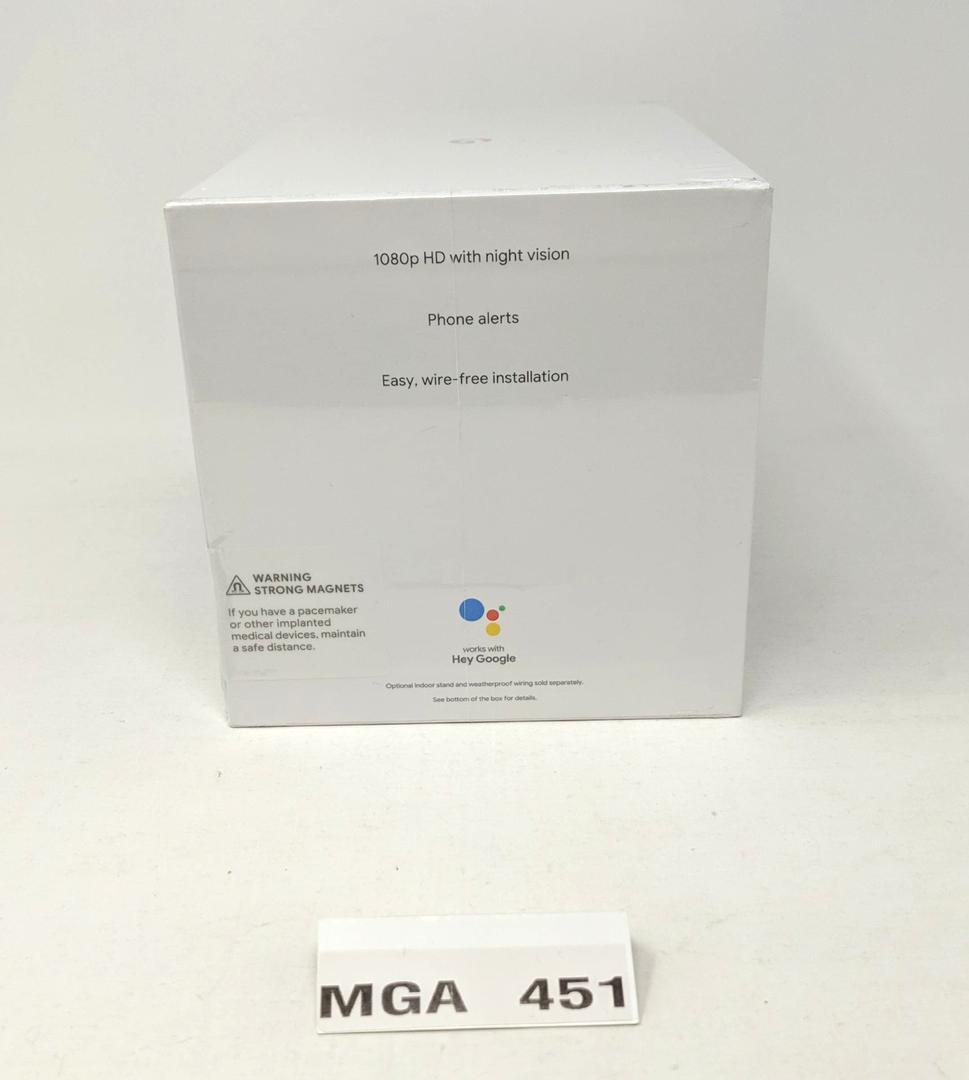 1080p HD with night vision
Phone alerts
Easy, wire-free installation
WARNING
STRONG MAGNETS
If you have a pacemaker
or other implanted
medical devices, maintain
a safe distance.
works with
Hey Google
Optional indoor stand and weatherproof wiring sold separately.
See bottom of the box for details.
MGA 451